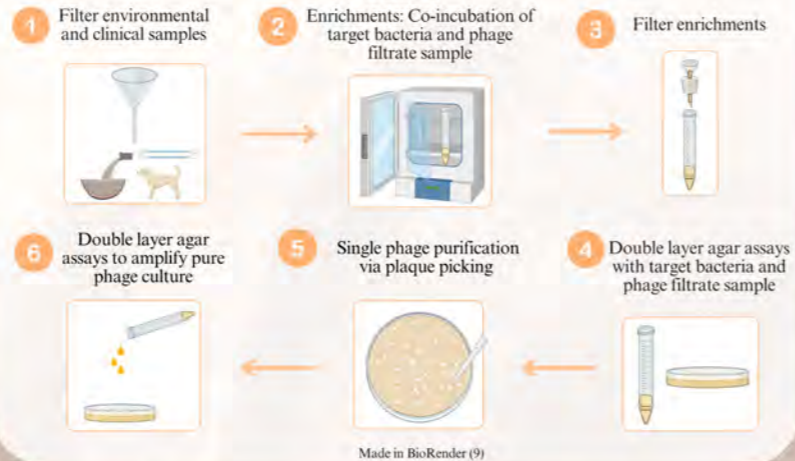 1
Filter environmental
and clinical samples
2
Enrichments: Co-incubation of
target bacteria and phage
filtrate sample
3
Filter enrichments
6
Double layer agar
assays to amplify pure
phage culture
5
Single phage purification
via plaque picking
4
Double layer agar assays
with target bacteria and
phage filtrate sample
Made in BioRender (9)